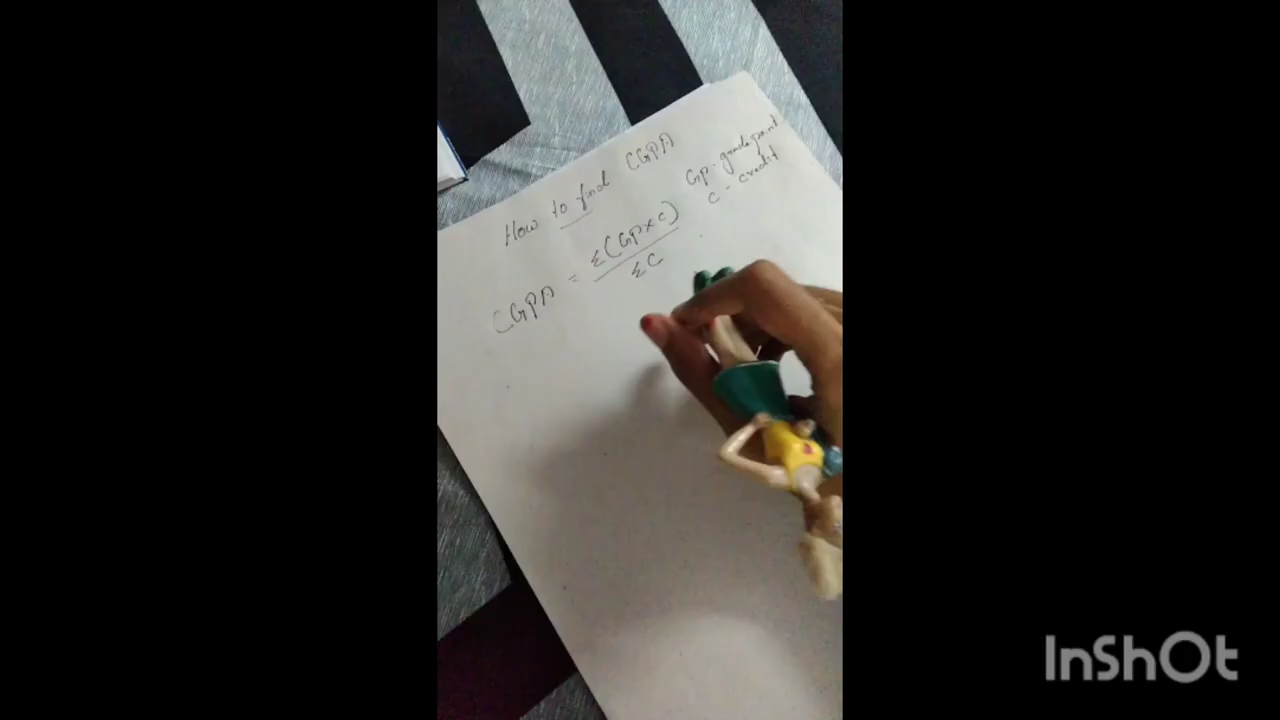 How to find CGPA
GP - grade point
C - credit
CGPA = Σ(GP×C)
ΣC
InShOt